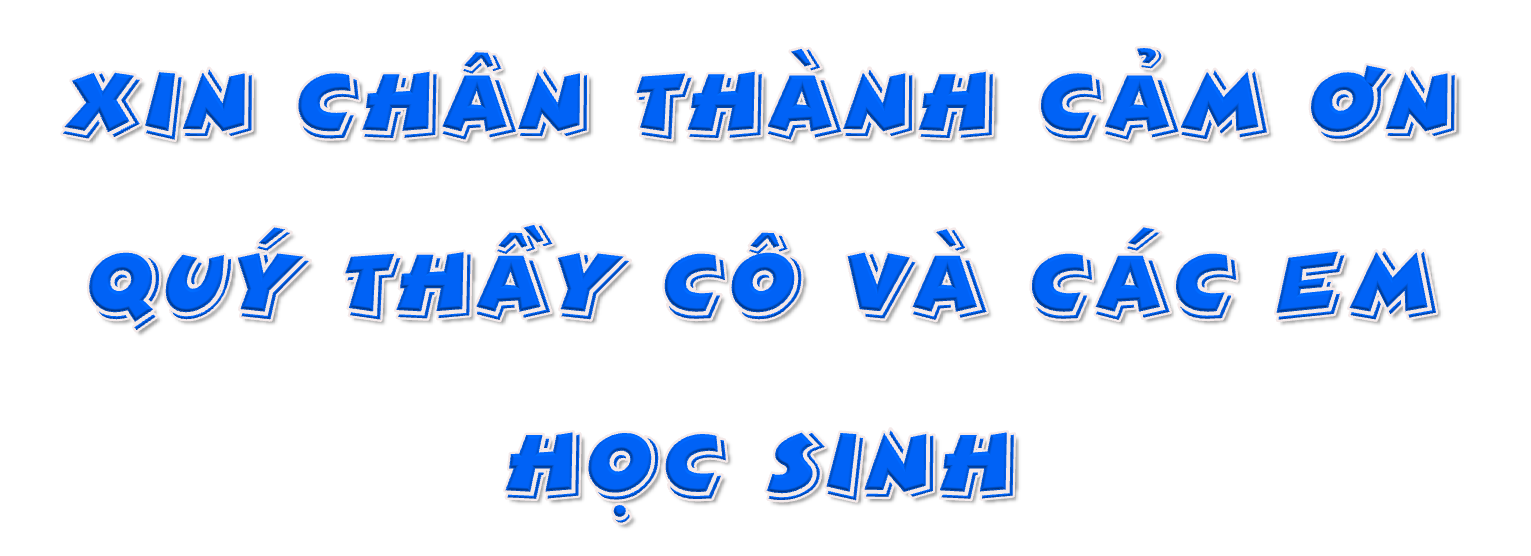 XIN CHÂN THÀNH CẢM ƠN
QUÝ THẦY CÔ VÀ CÁC EM
HỌC SINH